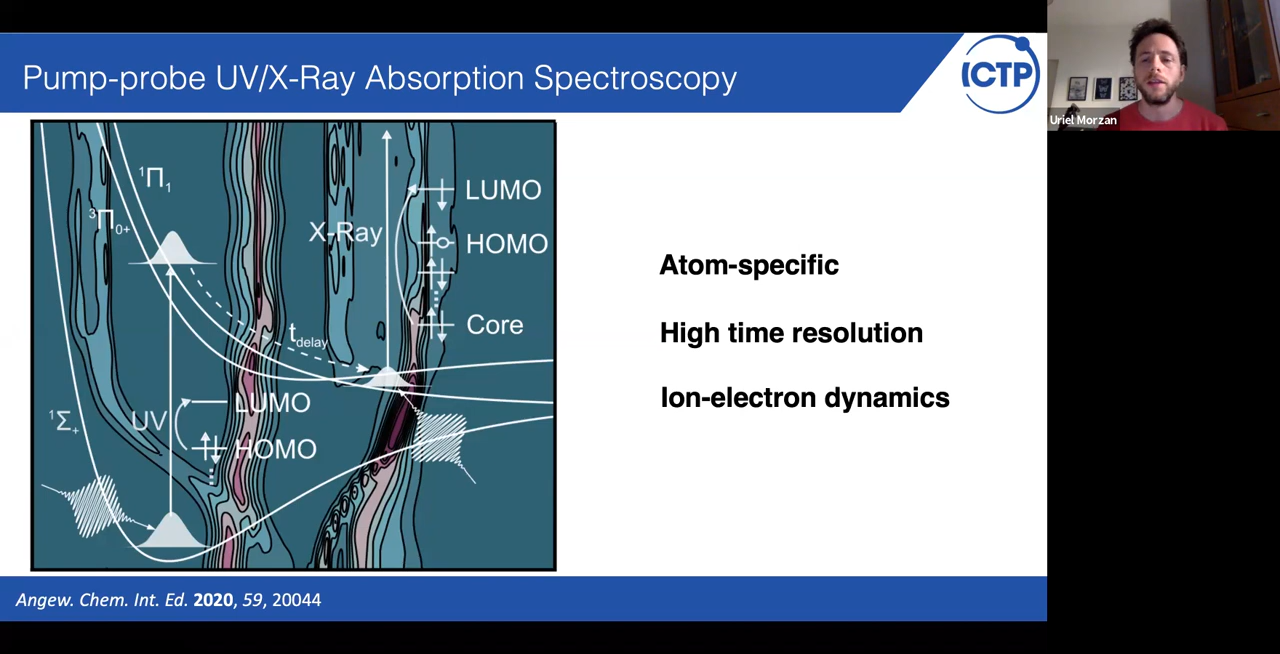 Pump-probe UV/X-Ray Absorption Spectroscopy
ICTP
Uriel Morzan
¹Π₁
³Π₀₊
X-Ray
LUMO
HOMO
Core
t_delay
¹Σ₊
UV
LUMO
HOMO
Atom-specific
High time resolution
Ion-electron dynamics
Angew. Chem. Int. Ed. 2020, 59, 20044